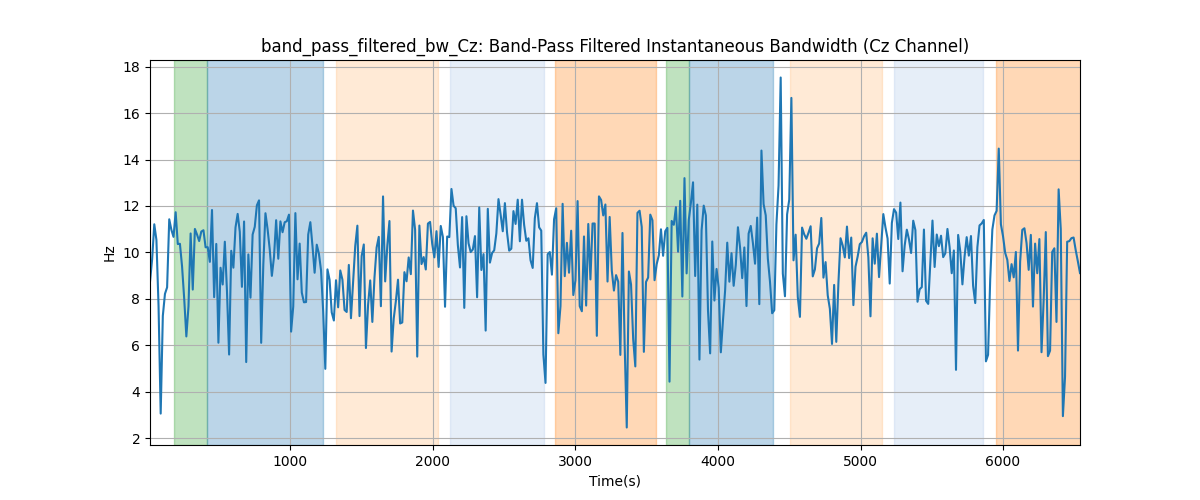 band_pass_filtered_bw_Cz: Band-Pass Filtered Instantaneous Bandwidth (Cz Channel)
18
16
14
12
10
8
6
4
2
Hz
1000 2000 3000 4000 5000 6000
Time(s)